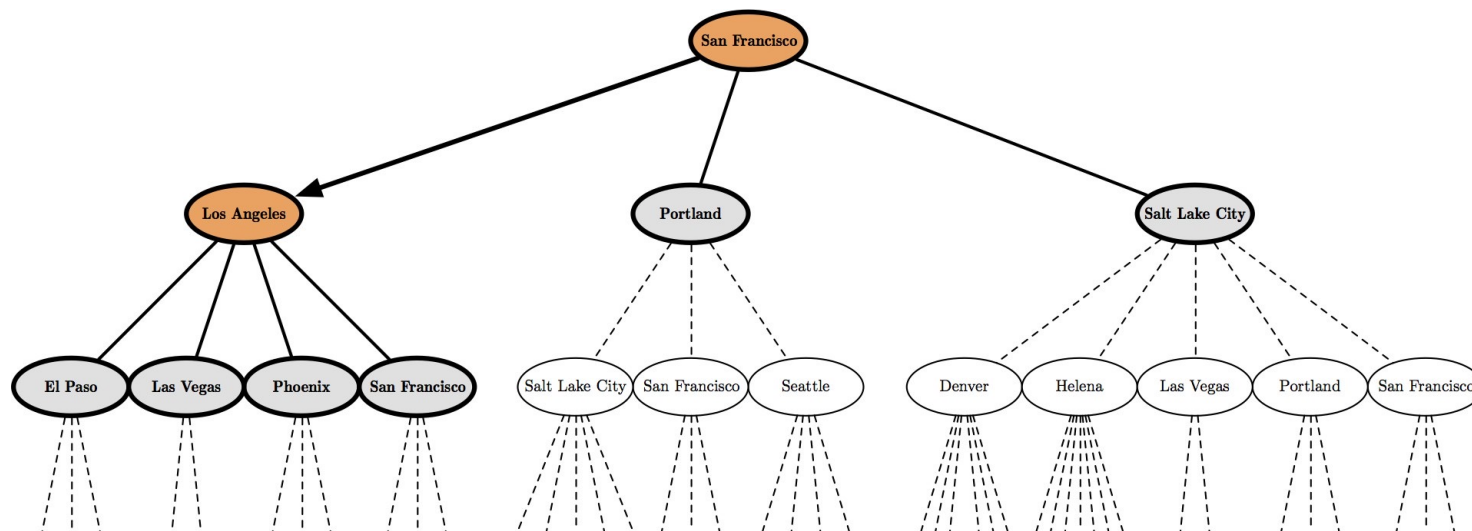 San Francisco
Los Angeles
Portland
Salt Lake City
El Paso
Las Vegas
Phoenix
San Francisco
Salt Lake City
San Francisco
Seattle
Denver
Helena
Las Vegas
Portland
San Francisco